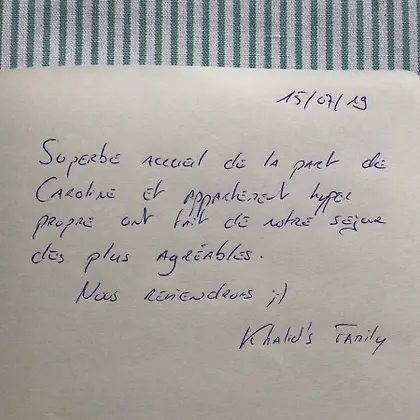 15/07/19
Superbe accueil de la part de
Caroline et appartement hyper
propre ont fait de notre séjour
des plus agréables.
Nous reviendrons ;)
Khalid's Family